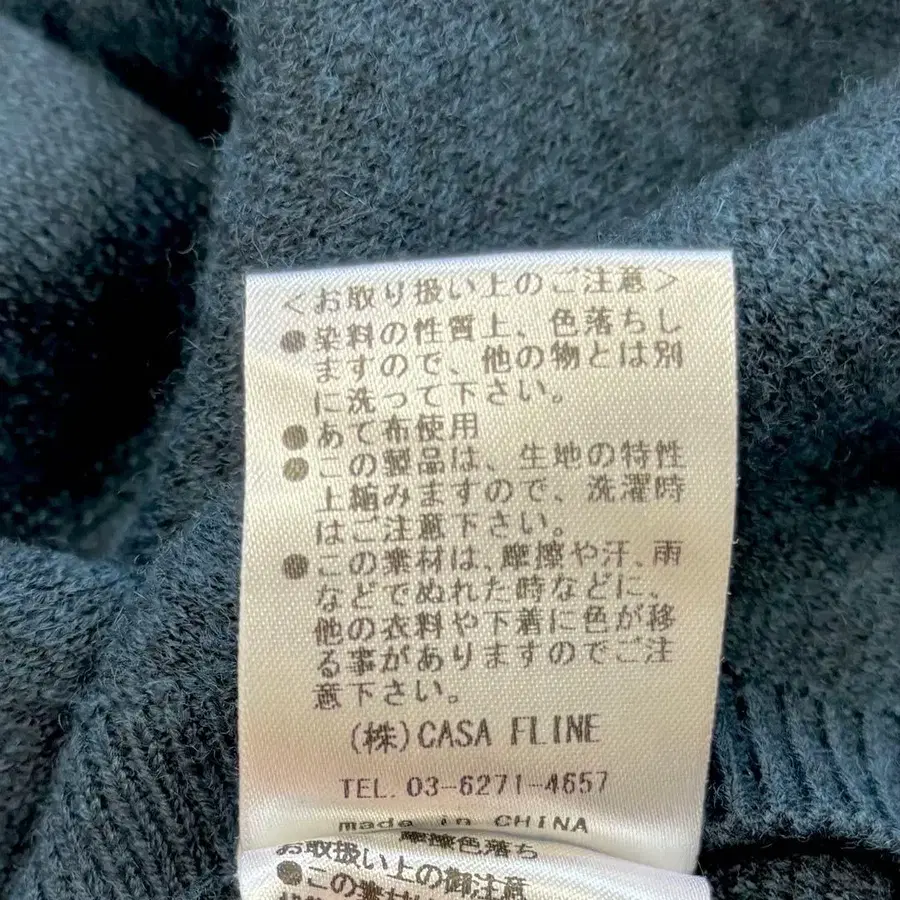 <お取り扱い上のご注意>
●染料の性質上、色落ちし
ますので、他の物とは別
に洗って下さい。
●あて布使用
●この製品は、生地の特性
上縮みますので、洗濯時
はご注意下さい。
●この素材は、摩擦や汗、雨
などでぬれた時などに、
他の衣料や下着に色が移
る事がありますのでご注
意下さい。
(株)CASA FLINE
TEL. 03-6271-4657
made in CHINA
摩擦色落ち
お取扱い上の御注意
●この素材